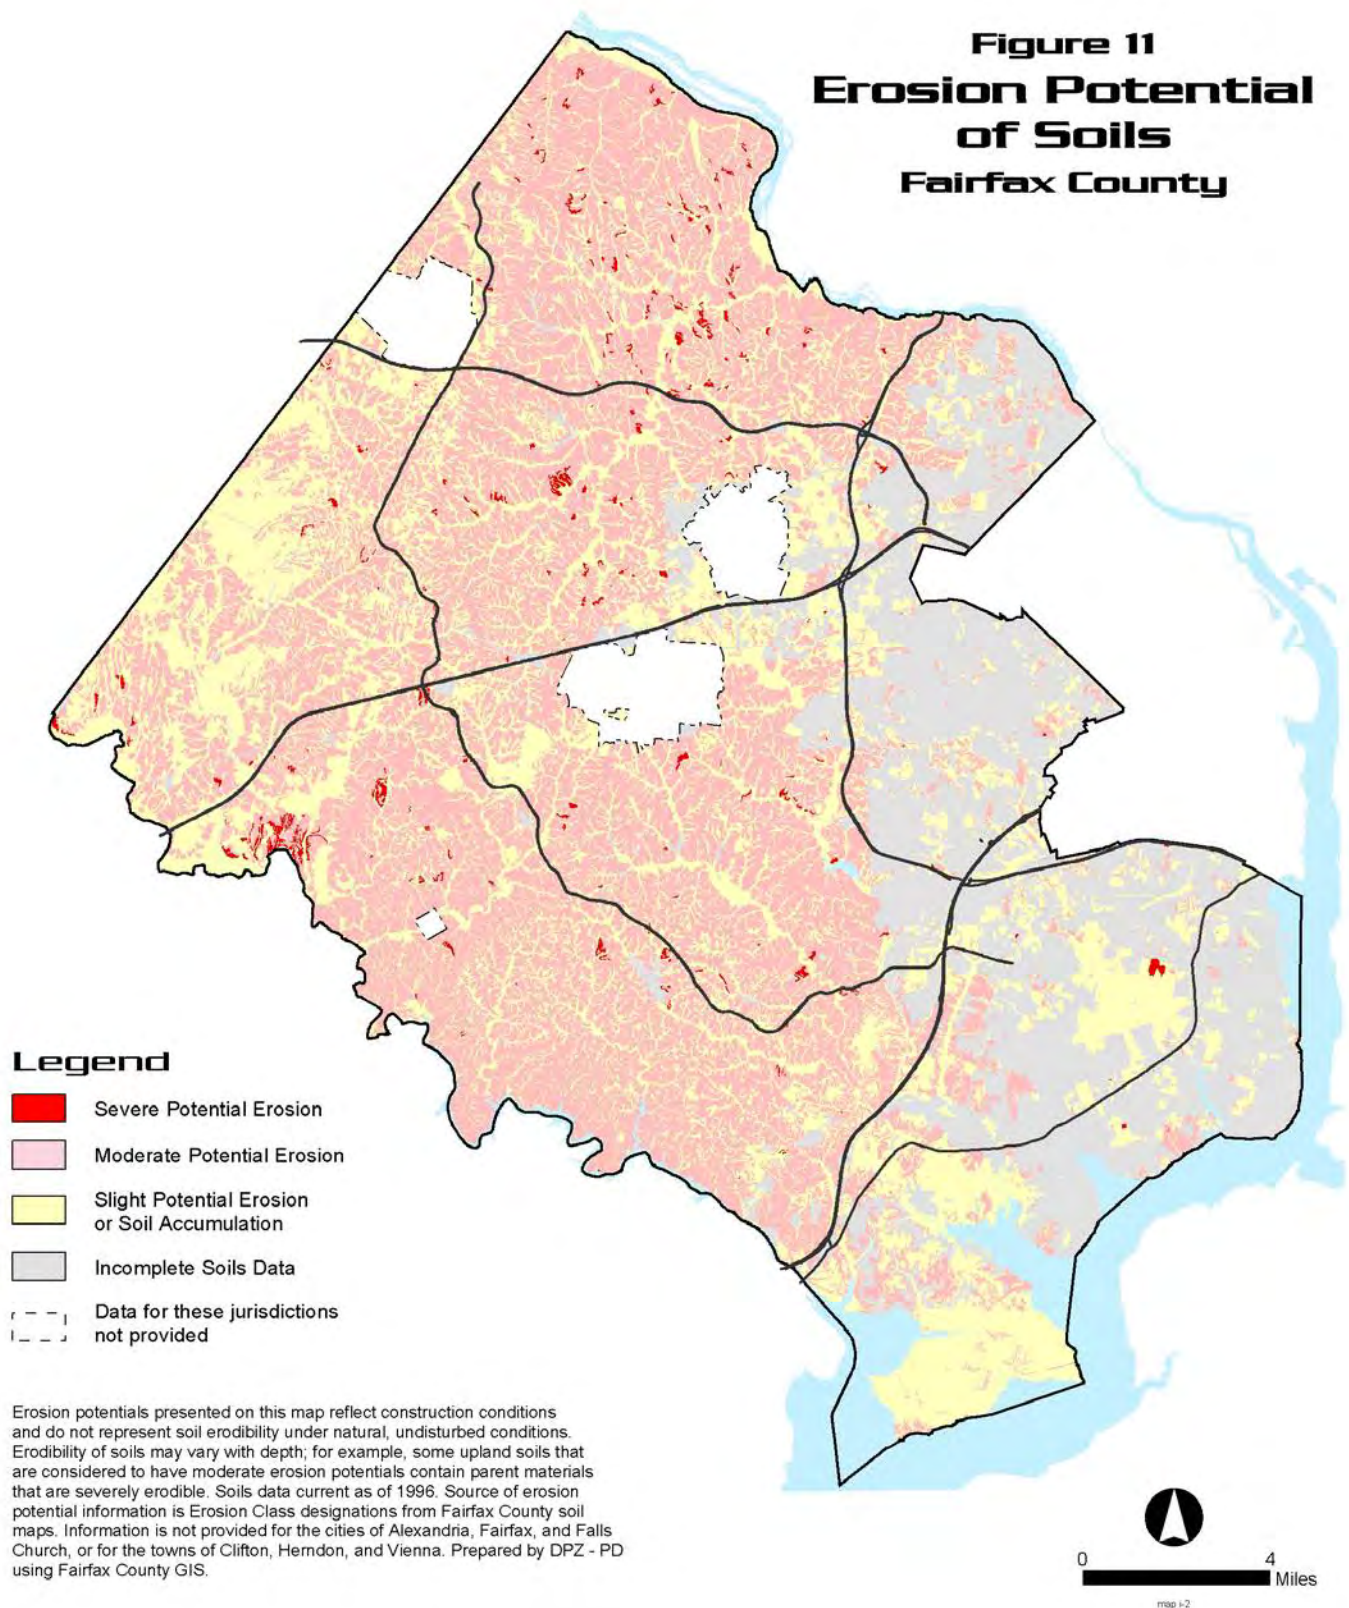 Figure 11
Erosion Potential
of Soils
Fairfax County
Legend
Severe Potential Erosion
Moderate Potential Erosion
Slight Potential Erosion
or Soil Accumulation
Incomplete Soils Data
Data for these jurisdictions
not provided
Erosion potentials presented on this map reflect construction conditions
and do not represent soil erodibility under natural, undisturbed conditions.
Erodibility of soils may vary with depth; for example, some upland soils that
are considered to have moderate erosion potentials contain parent materials
that are severely erodible. Soils data current as of 1996. Source of erosion
potential information is Erosion Class designations from Fairfax County soil
maps. Information is not provided for the cities of Alexandria, Fairfax, and Falls
Church, or for the towns of Clifton, Herndon, and Vienna. Prepared by DPZ - PD
using Fairfax County GIS.
0 4
Miles
map i-2